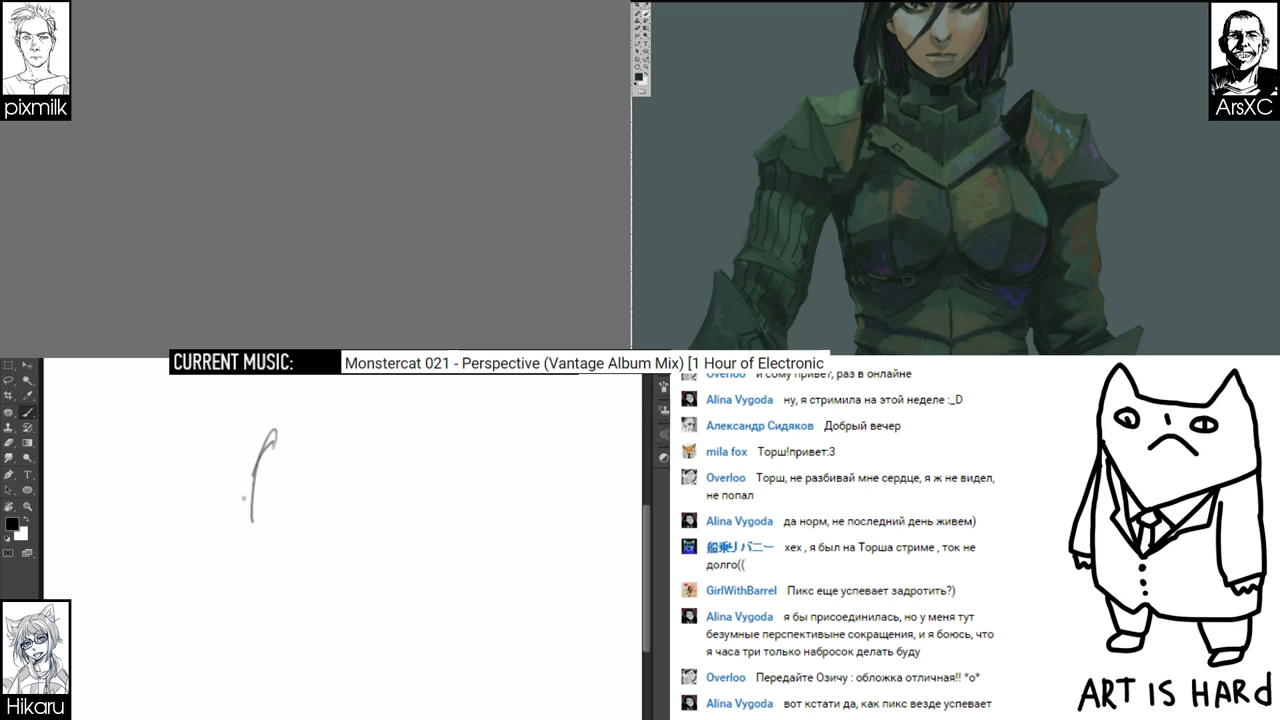 pixmilk
ArsXC
CURRENT MUSIC: Monstercat 021 - Perspective (Vantage Album Mix) [1 Hour of Electronic
Overloo и сому привет, раз в онлайне
Alina Vygoda ну, я стримила на этой неделе :_D
Александр Сидяков Добрый вечер
mila fox Торш!привет:3
Overloo Торш, не разбивай мне сердце, я ж не видел,
не попал
Alina Vygoda да норм, не последний день живем)
船乗りバニー хех , я был на Торша стриме , ток не
долго((
GirlWithBarrel Пикс еще успевает задротить?)
Alina Vygoda я бы присоединилась, но у меня тут
безумные перспективыне сокращения, и я боюсь, что
я часа три только набросок делать буду
Overloo Передайте Озичу : обложка отличная!! *o*
Alina Vygoda вот кстати да, как пикс везде успевает
Hikaru
ART IS HARd